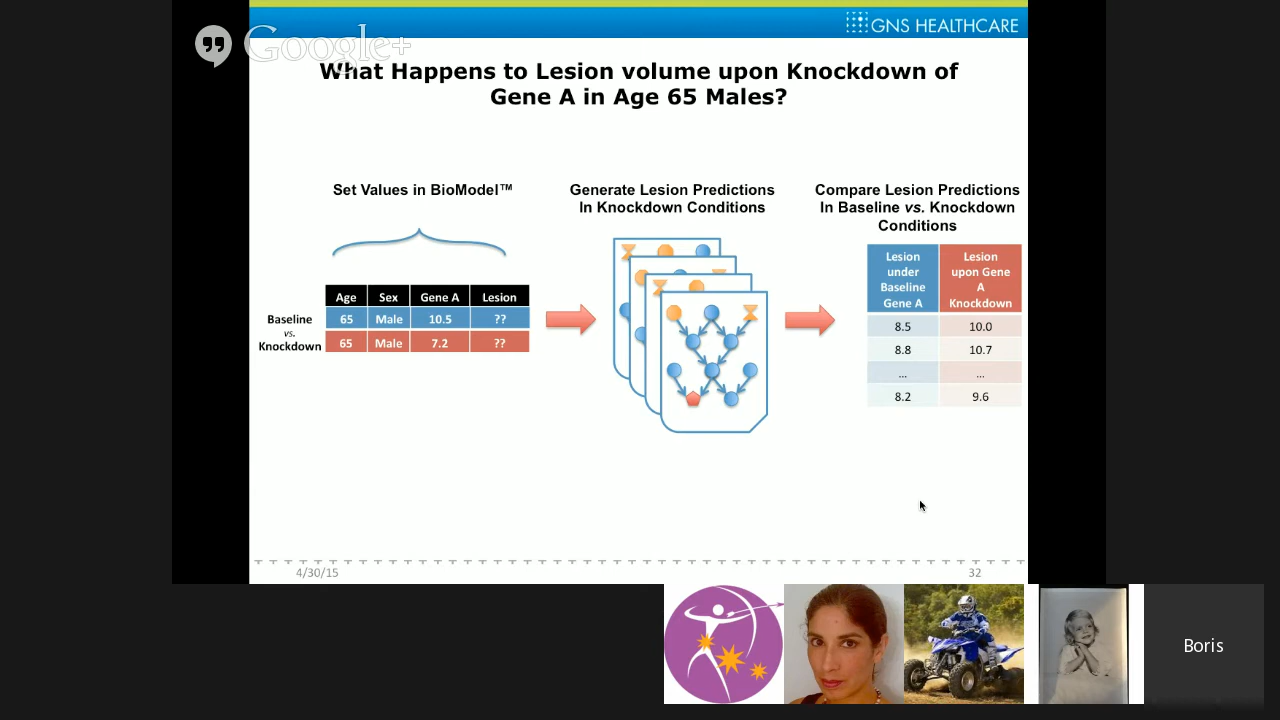 Google+
GNS HEALTHCARE
What Happens to Lesion volume upon Knockdown of
Gene A in Age 65 Males?
Set Values in BioModel™
Generate Lesion Predictions
In Knockdown Conditions
Compare Lesion Predictions
In Baseline vs. Knockdown
Conditions
Age Sex Gene A Lesion
Baseline 65 Male 10.5 ??
vs.
Knockdown 65 Male 7.2 ??
Lesion
under
Baseline
Gene A
Lesion
upon Gene
A
Knockdown
8.5 10.0
8.8 10.7
... ...
8.2 9.6
4/30/15
32
Boris